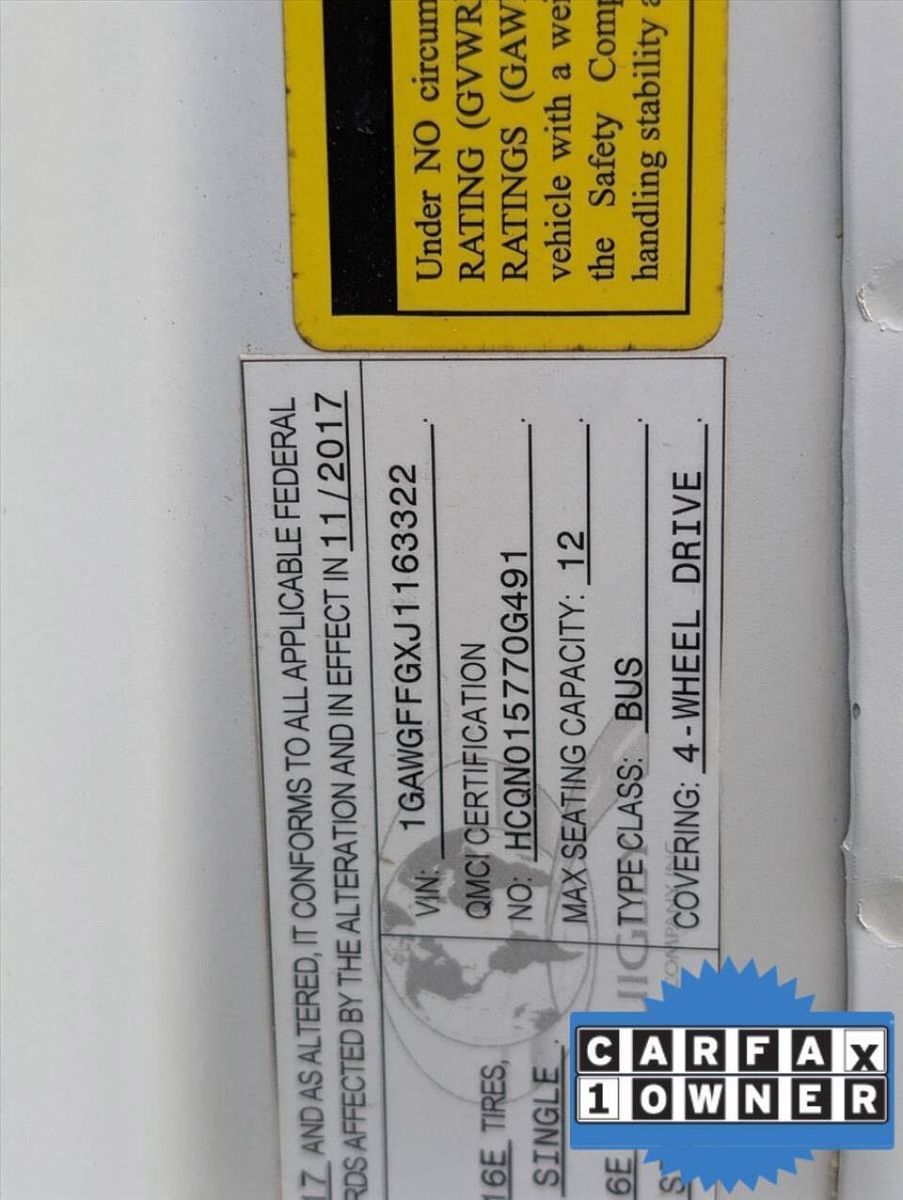 Under NO circum
RATING (GVWR
RATINGS (GAW
vehicle with a wei
the Safety Comp
handling stability a
17 AND AS ALTERED, IT CONFORMS TO ALL APPLICABLE FEDERAL
RDS AFFECTED BY THE ALTERATION AND IN EFFECT IN 11/2017
VIN: 1GAWGFFGXJ1163322.
QMCI CERTIFICATION
NO: HCQN015770G491.
MAX SEATING CAPACITY: 12.
TYPE CLASS: BUS.
COVERING: 4-WHEEL DRIVE.
16E TIRES,
SINGLE.
6E
S
COMPANY
CARFAX
1 OWNER